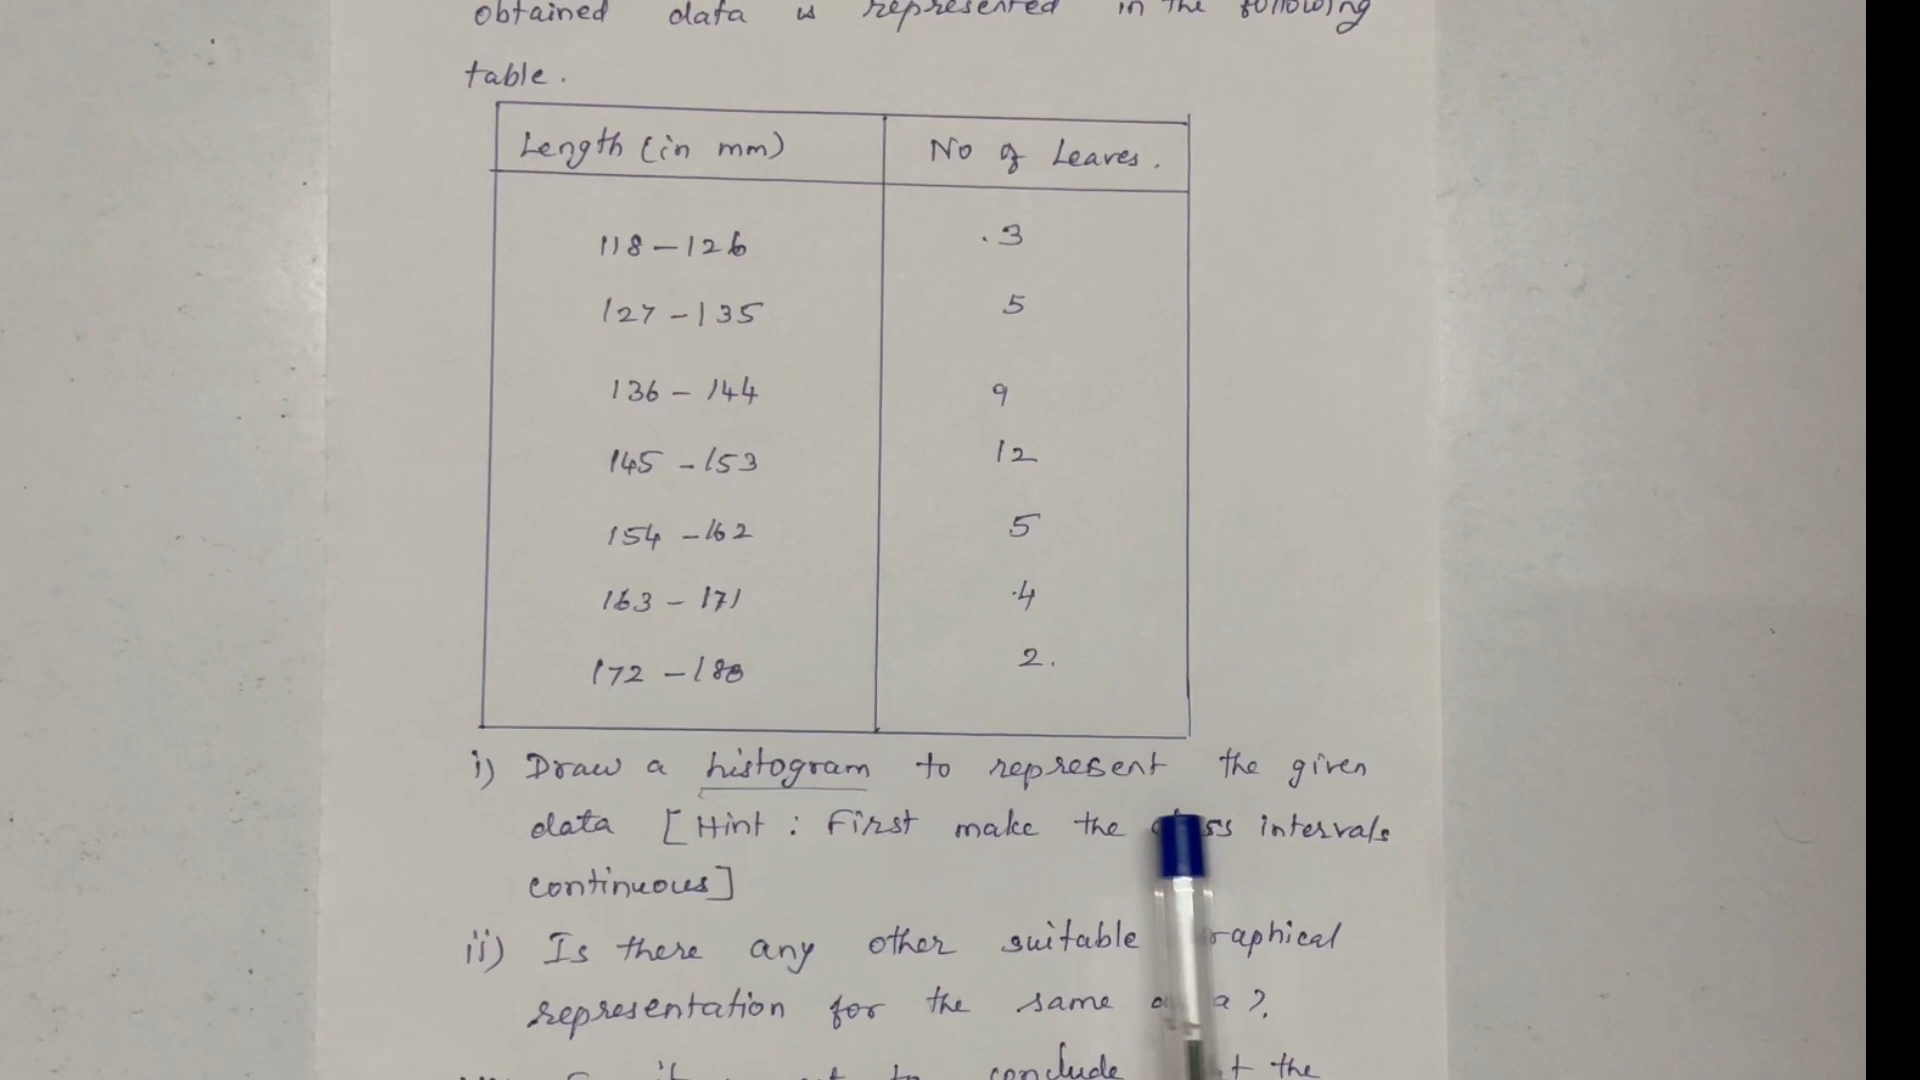 obtained data is represented in the following
table.
Length (in mm) No of Leaves.
118-126 3
127-135 5
136-144 9
145-153 12
154-162 5
163-171 4
172-180 2.
i) Draw a histogram to represent the given
data [Hint: First make the intervals
continuous]
ii) Is there any other suitable
representation for the same ?
to conclude the